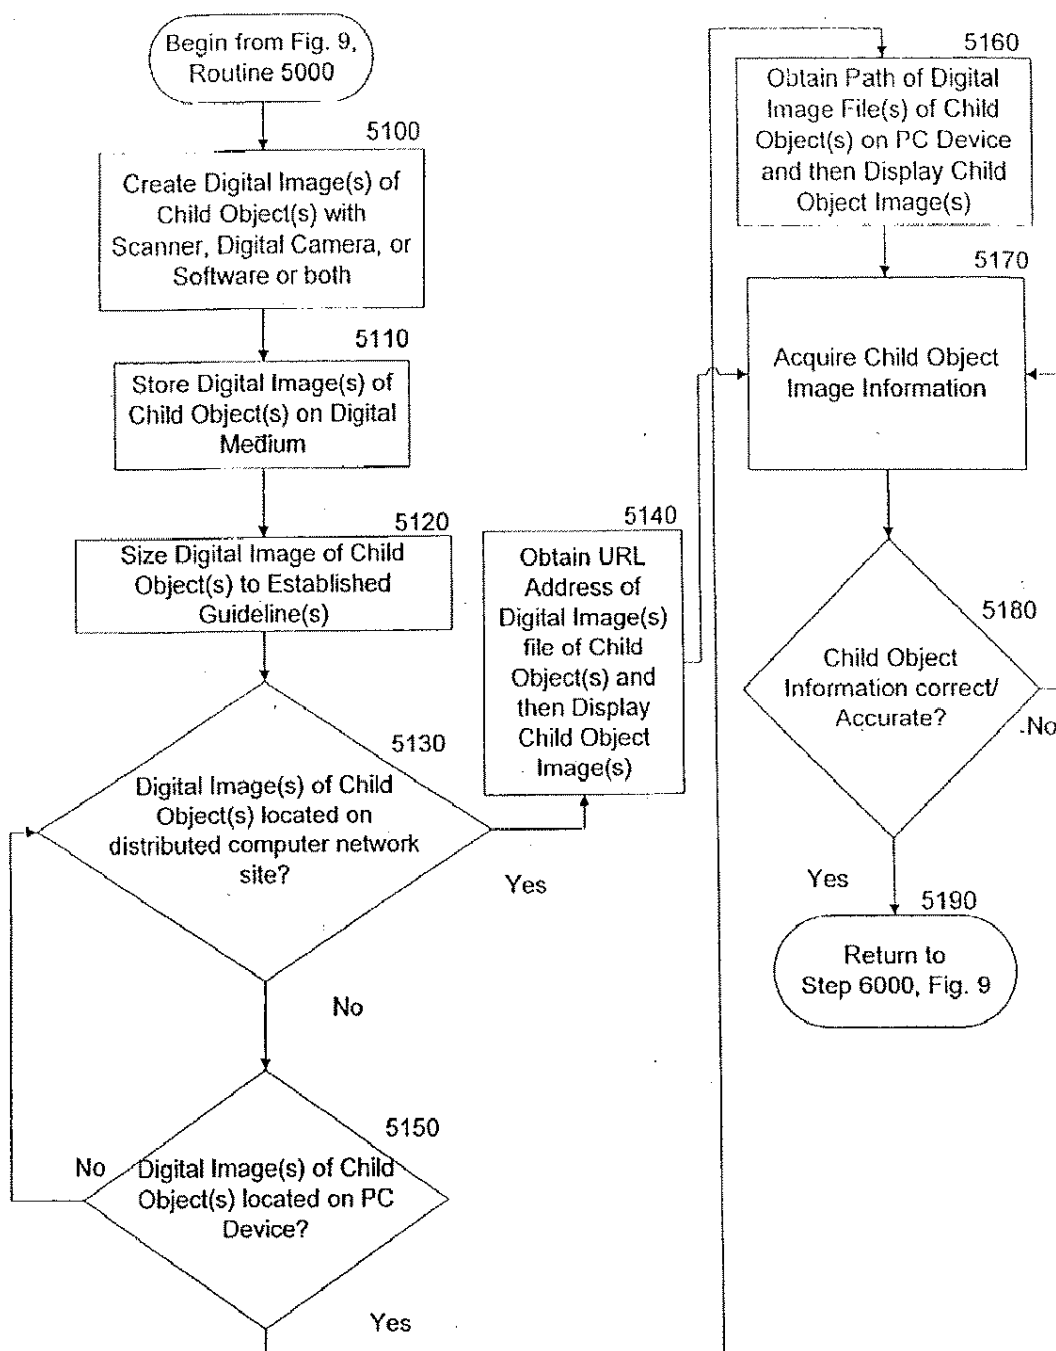 Begin from Fig. 9,
Routine 5000
5100
Create Digital Image(s) of
Child Object(s) with
Scanner, Digital Camera, or
Software or both
5110
Store Digital Image(s) of
Child Object(s) on Digital
Medium
5120
Size Digital Image of Child
Object(s) to Established
Guideline(s)
5130
Digital Image(s) of Child
Object(s) located on
distributed computer network
site?
Yes
No
5140
Obtain URL
Address of
Digital Image(s)
file of Child
Object(s) and
then Display
Child Object
Image(s)
5150
No
Digital Image(s) of Child
Object(s) located on PC
Device?
Yes
5160
Obtain Path of Digital
Image File(s) of Child
Object(s) on PC Device
and then Display Child
Object Image(s)
5170
Acquire Child Object
Image Information
5180
Child Object
Information correct/
Accurate?
No
Yes
5190
Return to
Step 6000, Fig. 9